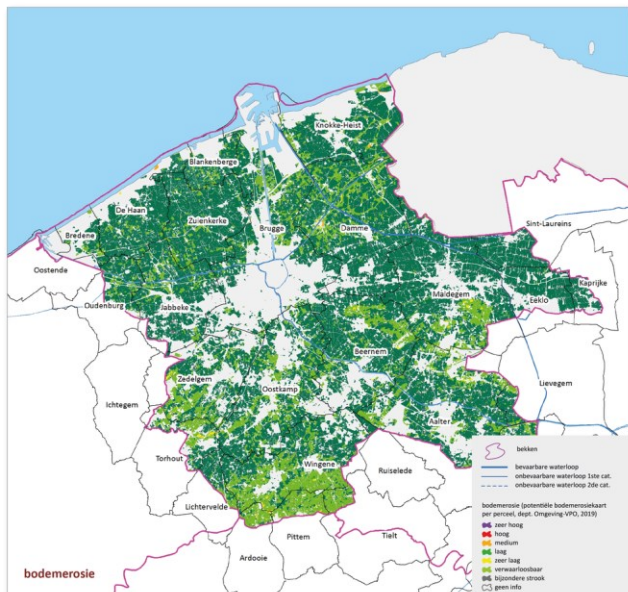 Knokke-Heist
Blankenberge
De Haan
Zuienkerke
Bredene
Brugge
Damme
Sint-Laureins
Oostende
Kaprijke
Oudenburg
Jabbeke
Maldegem
Eeklo
Beernem
Zedelgem
Oostkamp
Lievegem
Ichtegem
Aalter
Torhout
Wingene
Ruiselede
Lichtervelde
Pittem
Tielt
Ardooie
bodemerosie
bekken
bevaarbare waterloop
onbevaarbare waterloop 1ste cat.
onbevaarbare waterloop 2de cat.
bodemerosie (potentiële bodemerosiekaart
per perceel, dept. Omgeving-VPO, 2019)
zeer hoog
hoog
medium
laag
zeer laag
verwaarloosbaar
bijzondere strook
geen info